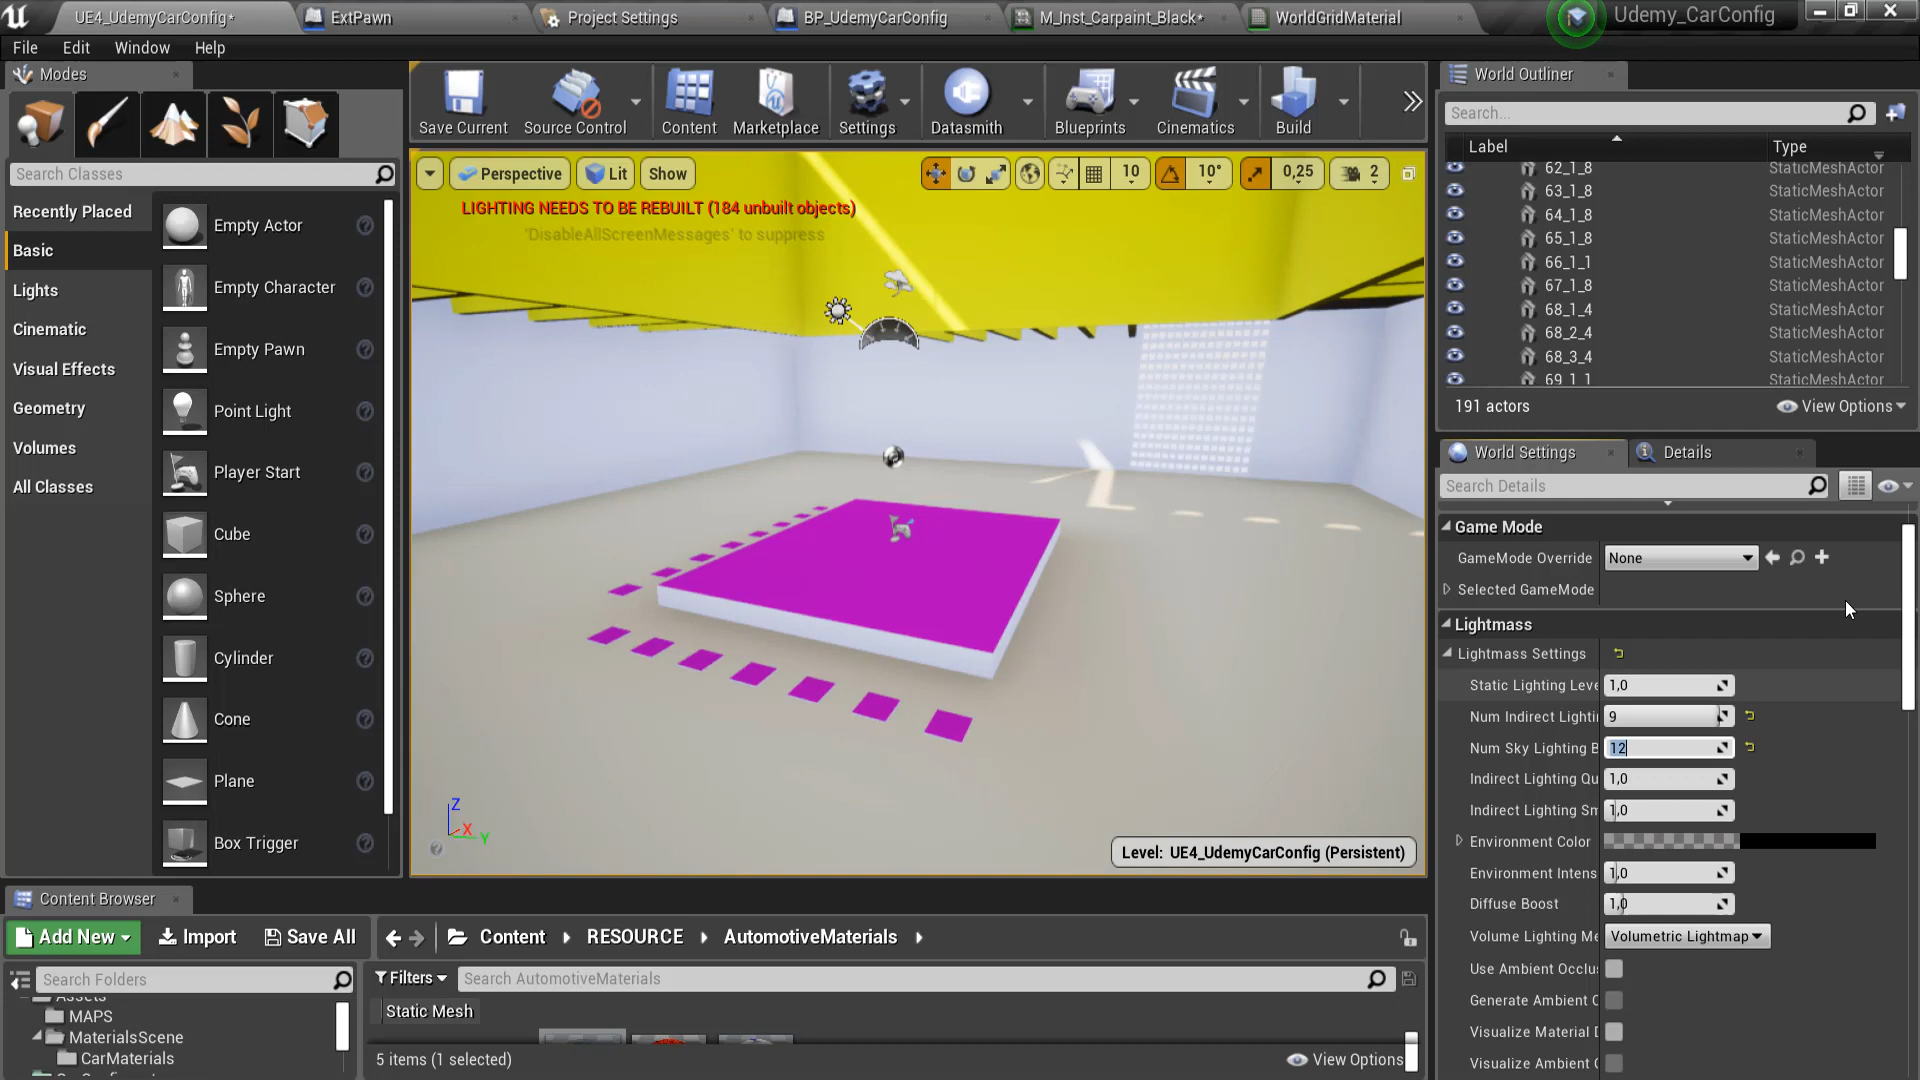 UE4_UdemyCarConfig*
ExtPawn
Project Settings
BP_UdemyCarConfig
M_Inst_Carpaint_Black*
WorldGridMaterial
Udemy_CarConfig
File Edit Window Help
Modes
Save Current
Source Control
Content
Marketplace
Settings
Datasmith
Blueprints
Cinematics
Build
World Outliner
Search...
Label Type
62_1_8 StaticMeshActor
63_1_8 StaticMeshActor
64_1_8 StaticMeshActor
65_1_8 StaticMeshActor
66_1_1 StaticMeshActor
67_1_8 StaticMeshActor
68_1_4 StaticMeshActor
68_2_4 StaticMeshActor
68_3_4 StaticMeshActor
69_1_1 StaticMeshActor
191 actors
View Options
Search Classes
Recently Placed
Basic
Lights
Cinematic
Visual Effects
Geometry
Volumes
All Classes
Empty Actor
Empty Character
Empty Pawn
Point Light
Player Start
Cube
Sphere
Cylinder
Cone
Plane
Box Trigger
Perspective
Lit
Show
10
10°
0,25
2
LIGHTING NEEDS TO BE REBUILT (184 unbuilt objects)
'DisableAllScreenMessages' to suppress
Z
X
Y
Level: UE4_UdemyCarConfig (Persistent)
World Settings
Details
Search Details
Game Mode
GameMode Override None
Selected GameMode
Lightmass
Lightmass Settings
Static Lighting Leve 1,0
Num Indirect Lighti 9
Num Sky Lighting B 12
Indirect Lighting Qu 1,0
Indirect Lighting Sm 1,0
Environment Color
Environment Intens 1,0
Diffuse Boost 1,0
Volume Lighting Me Volumetric Lightmap
Use Ambient Occlu
Generate Ambient O
Visualize Material D
Visualize Ambient O
Content Browser
Add New Import Save All
Content RESOURCE AutomotiveMaterials
Search Folders
Assets
MAPS
MaterialsScene
CarMaterials
Filters
Search AutomotiveMaterials
Static Mesh
5 items (1 selected)
View Options